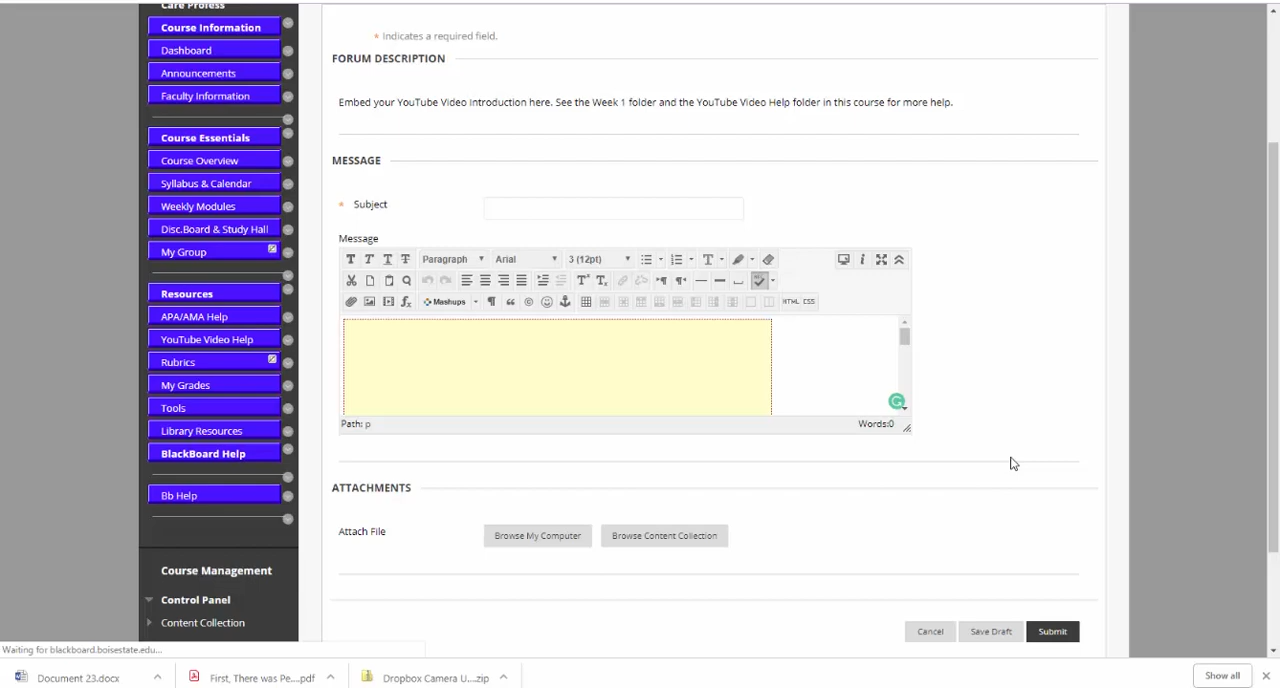 Care Profess
Course Information
Dashboard
Announcements
Faculty Information
Course Essentials
Course Overview
Syllabus & Calendar
Weekly Modules
Disc.Board & Study Hall
My Group
Resources
APA/AMA Help
YouTube Video Help
Rubrics
My Grades
Tools
Library Resources
BlackBoard Help
Bb Help
Course Management
Control Panel
Content Collection
* Indicates a required field.
FORUM DESCRIPTION
Embed your YouTube Video introduction here. See the Week 1 folder and the YouTube Video Help folder in this course for more help.
MESSAGE
* Subject
Message
T T T T Paragraph Arial 3 (12pt) T
Mashups HTML CSS
Path: p Words:0
ATTACHMENTS
Attach File Browse My Computer Browse Content Collection
Cancel Save Draft Submit
Waiting for blackboard.boisestate.edu...
Document 23.docx First, There was Pe....pdf Dropbox Camera U....zip Show all